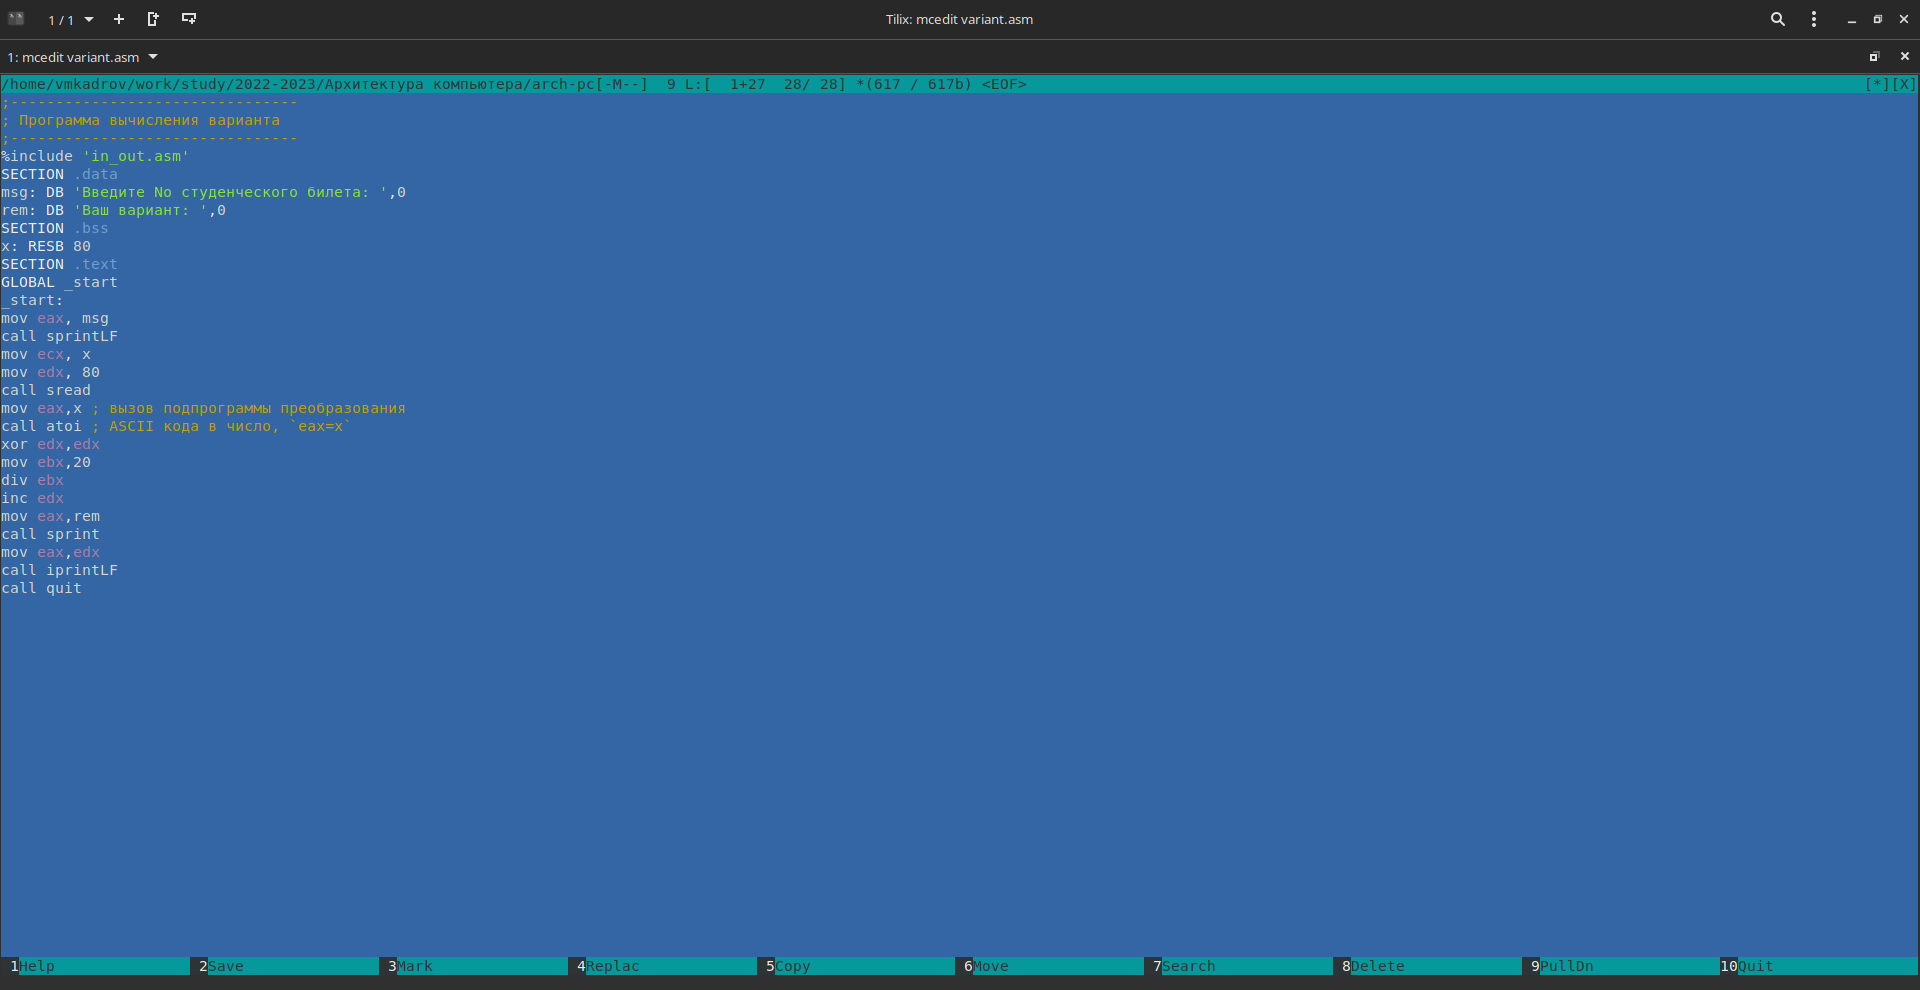 1 / 1
Tilix: mcedit variant.asm
1: mcedit variant.asm
/home/vmkadrov/work/study/2022-2023/Архитектура компьютера/arch-pc[-M--]  9 L:[  1+27  28/ 28] *(617 / 617b) <EOF> [*][X]
;--------------------------------
; Программа вычисления варианта
;--------------------------------
%include 'in_out.asm'
SECTION .data
msg: DB 'Введите No студенческого билета: ',0
rem: DB 'Ваш вариант: ',0
SECTION .bss
x: RESB 80
SECTION .text
GLOBAL _start
_start:
mov eax, msg
call sprintLF
mov ecx, x
mov edx, 80
call sread
mov eax,x ; вызов подпрограммы преобразования
call atoi ; ASCII кода в число, `eax=x`
xor edx,edx
mov ebx,20
div ebx
inc edx
mov eax,rem
call sprint
mov eax,edx
call iprintLF
call quit
1Help 2Save 3Mark 4Replac 5Copy 6Move 7Search 8Delete 9PullDn 10Quit